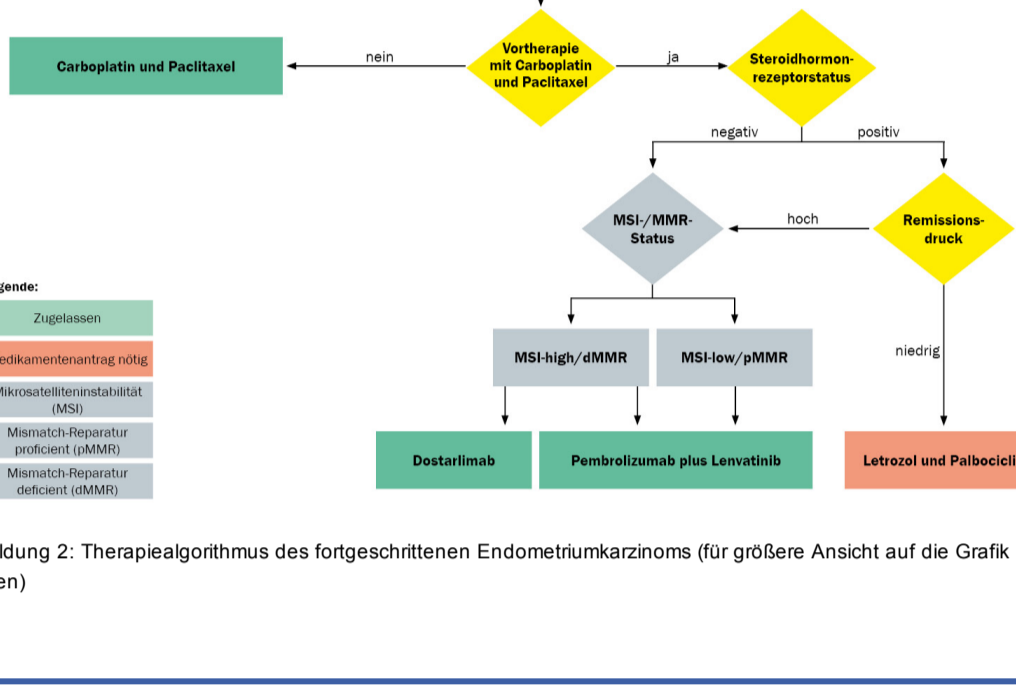 Vortherapie
mit Carboplatin
und Paclitaxel
Carboplatin und Paclitaxel
nein
ja
Steroidhormon-
rezeptorstatus
negativ
positiv
MSI-/MMR-
Status
hoch
Remissions-
druck
niedrig
MSI-high/dMMR
MSI-low/pMMR
Dostarlimab
Pembrolizumab plus Lenvatinib
Letrozol und Palbocicli
gende:
Zugelassen
edikamentenantrag nötig
Mikrosatelliteninstabilität
(MSI)
Mismatch-Reparatur
proficient (pMMR)
Mismatch-Reparatur
deficient (dMMR)
ldung 2: Therapiealgorithmus des fortgeschrittenen Endometriumkarzinoms (für größere Ansicht auf die Grafik
en)